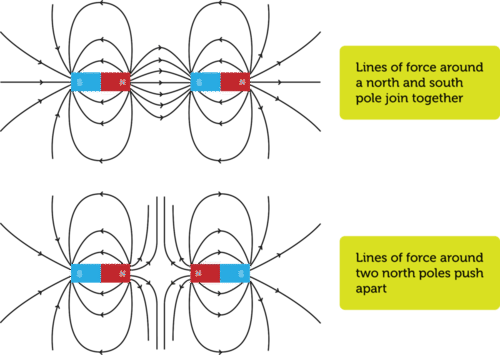 Lines of force around
a north and south
pole join together
Lines of force around
two north poles push
apart